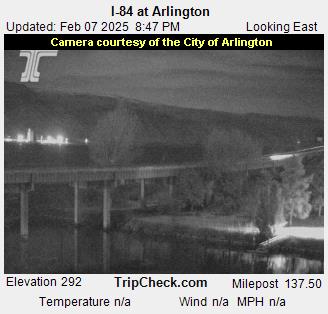 I-84 at Arlington
Updated: Feb 07 2025 8:47 PM Looking East
Camera courtesy of the City of Arlington
Elevation 292 TripCheck.com Milepost 137.50
Temperature n/a Wind n/a MPH n/a